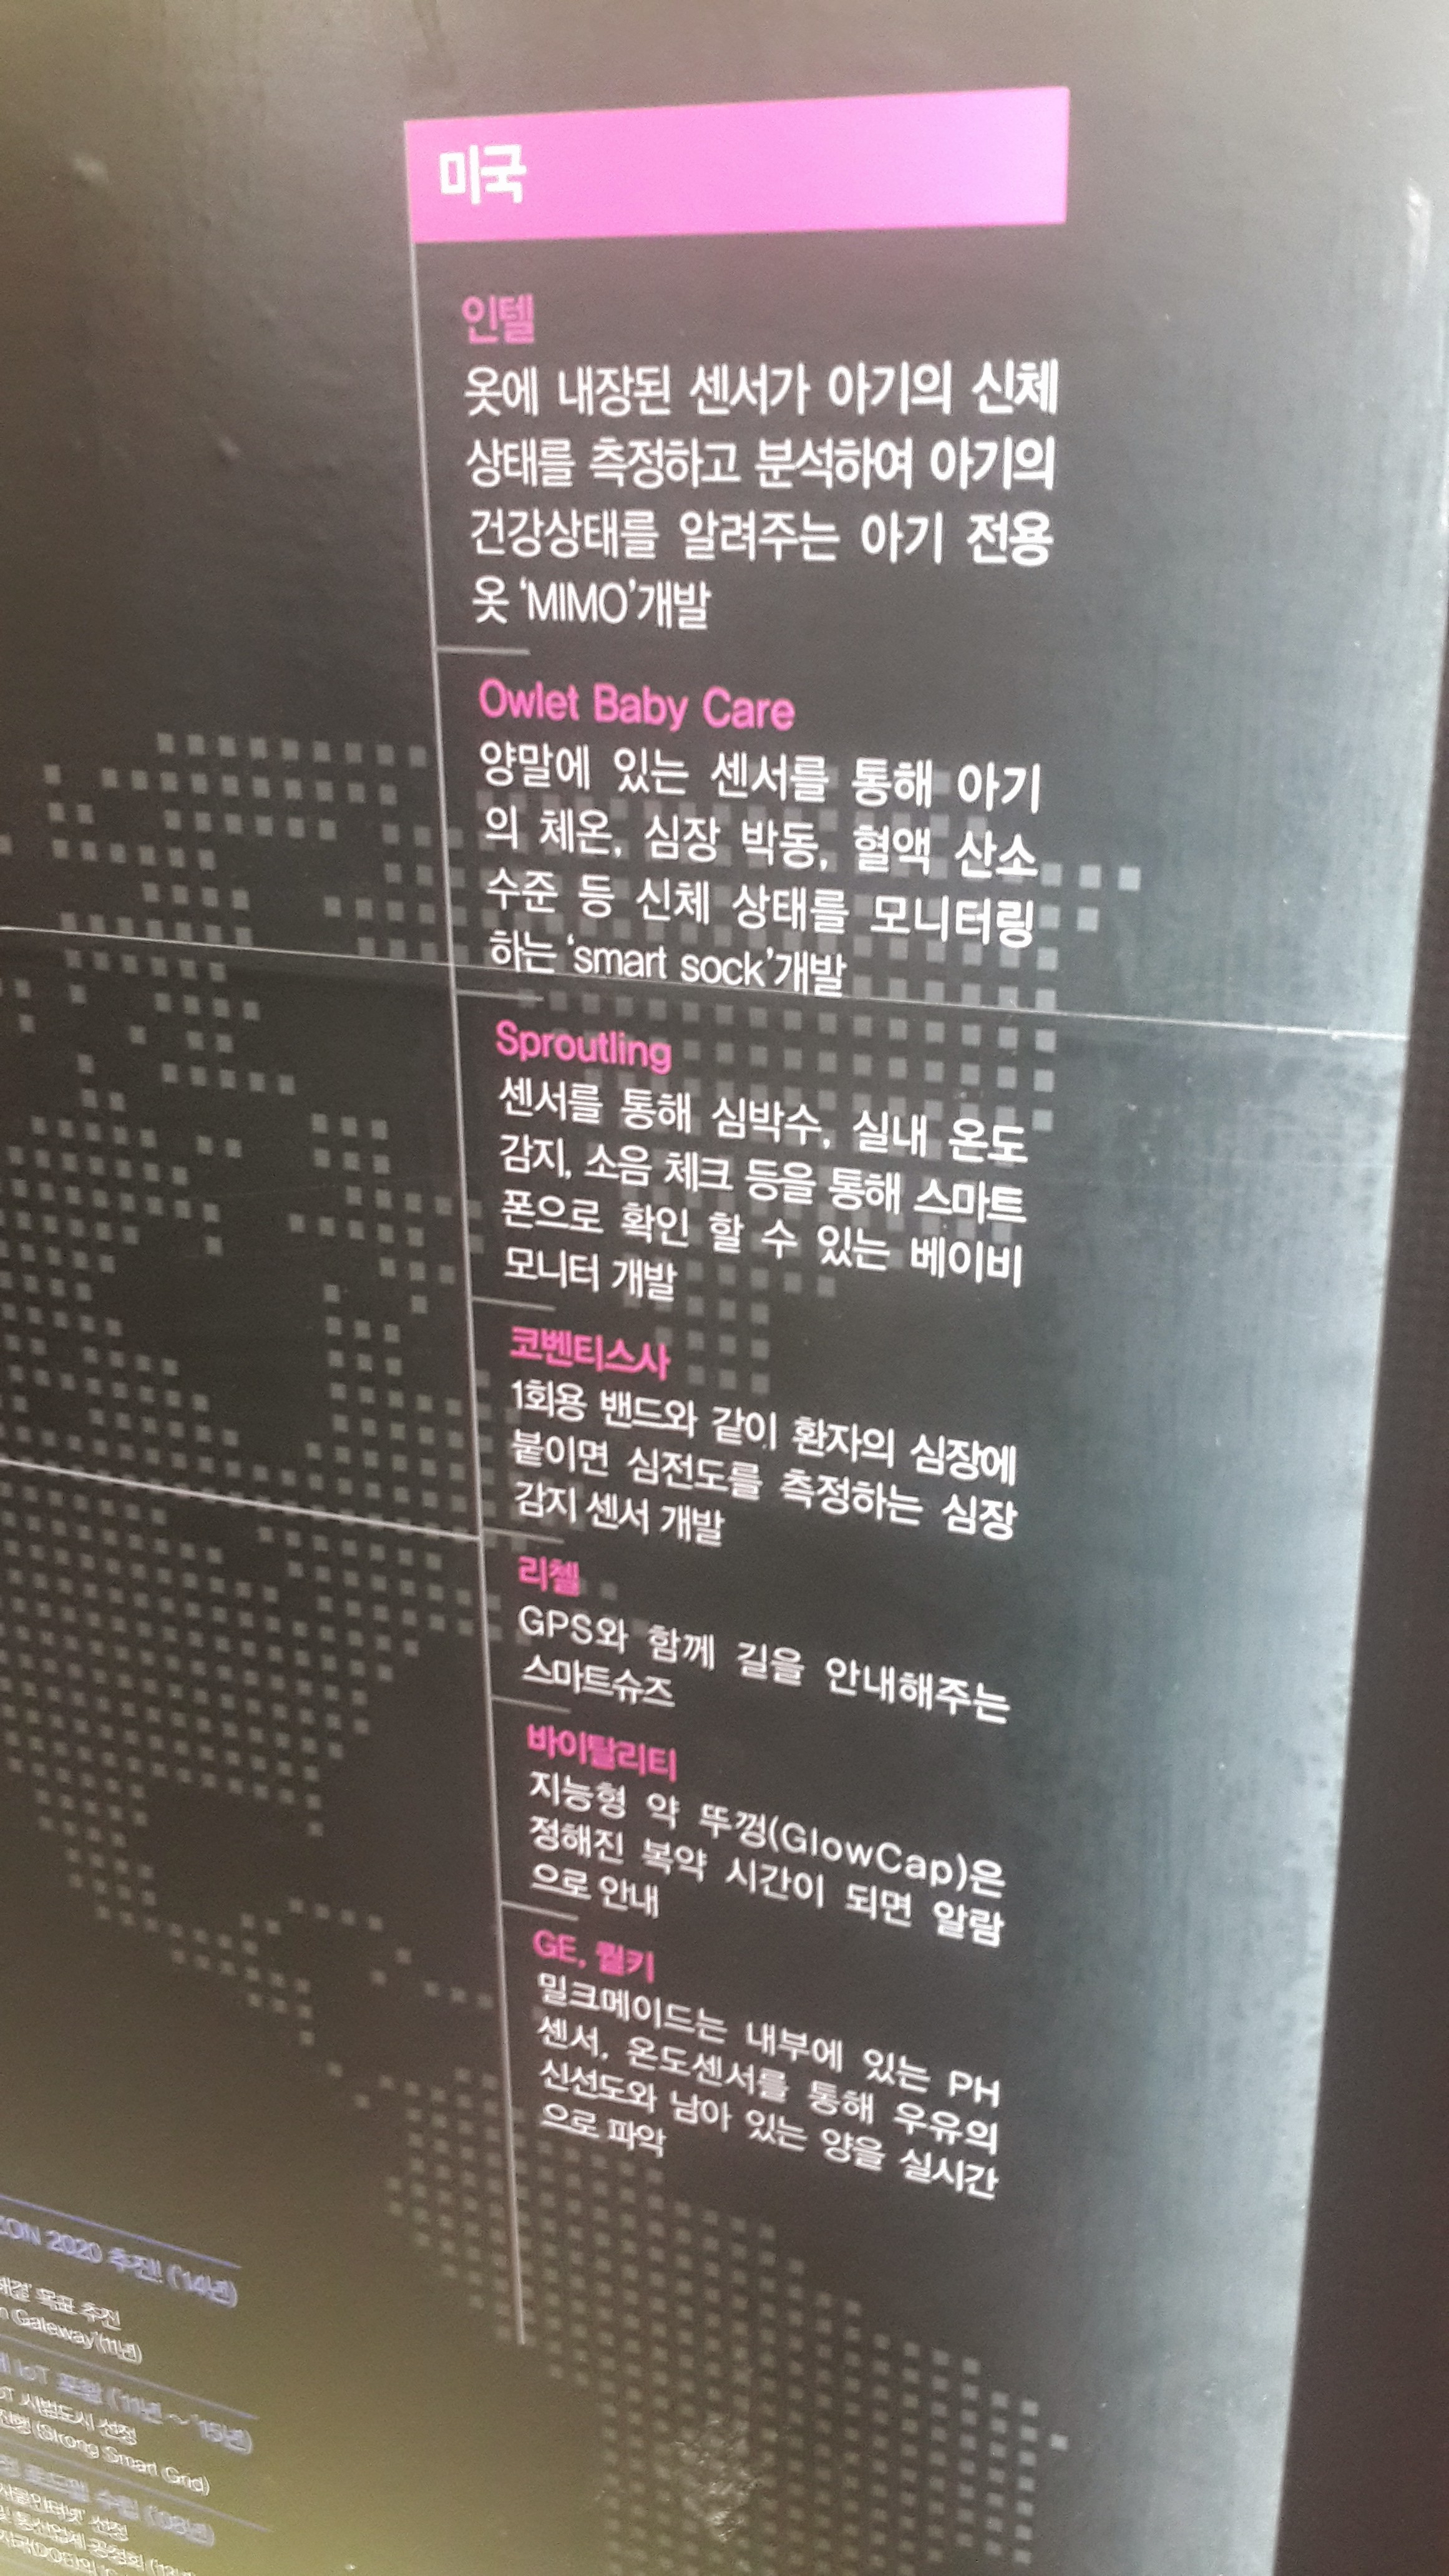 미국
인텔
옷에 내장된 센서가 아기의 신체
상태를 측정하고 분석하여 아기의
건강상태를 알려주는 아기 전용
옷 ‘MIMO’개발
Owlet Baby Care
양말에 있는 센서를 통해 아기
의 체온, 심장 박동, 혈액 산소
수준 등 신체 상태를 모니터링
하는 ‘smart sock’개발
Sproutling
센서를 통해 심박수, 실내 온도
감지, 소음 체크 등을 통해 스마트
폰으로 확인 할 수 있는 베이비
모니터 개발
코벤티스사
1회용 밴드와 같이 환자의 심장에
붙이면 심전도를 측정하는 심장
감지 센서 개발
리첼
GPS와 함께 길을 안내해주는
스마트슈즈
바이탈리티
지능형 약 뚜껑(GlowCap)은
정해진 복약 시간이 되면 알람
으로 안내
GE, 퀄키
밀크메이드는 내부에 있는 PH
센서, 온도센서를 통해 우유의
신선도와 남아 있는 양을 실시간
으로 파악
2020 추진! (’14년)
목표 추진
Gateway’(11년)
IoT 포럼 (’11년 ~ ’15년)
시범도시 선정
(Strong Smart Grid)
로드맵 수립 (’09년)
선정